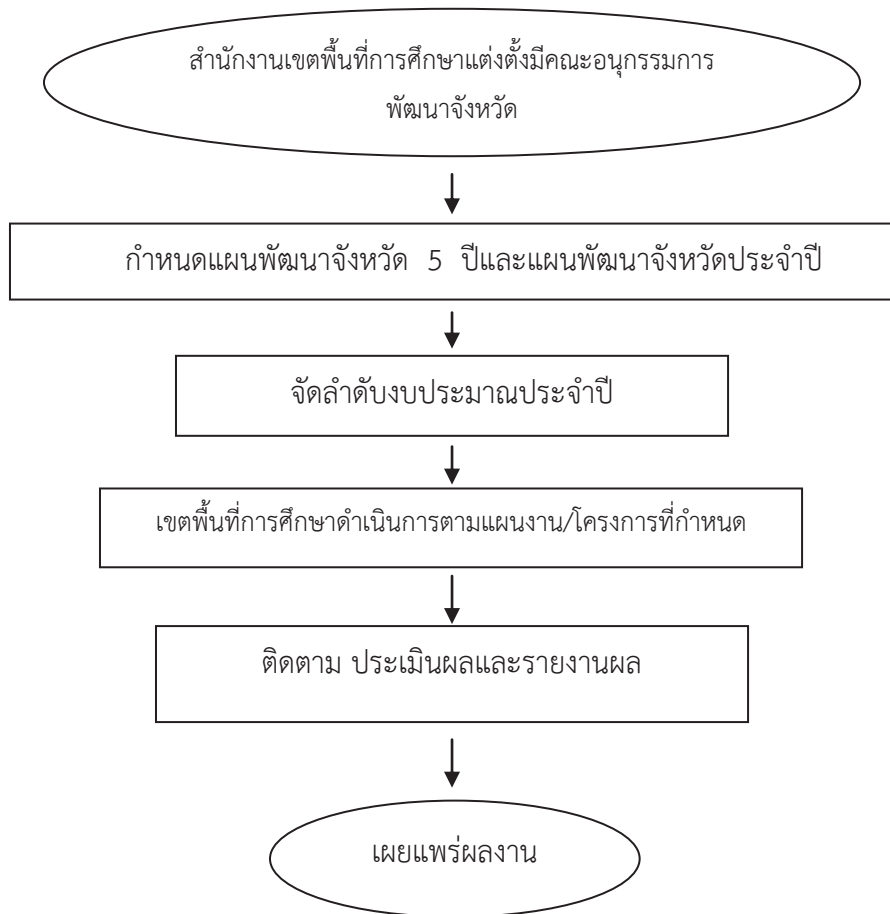 สำนักงานเขตพื้นที่การศึกษาแต่งตั้งมีคณะอนุกรรมการ
พัฒนาจังหวัด
กำหนดแผนพัฒนาจังหวัด 5 ปีและแผนพัฒนาจังหวัดประจำปี
จัดลำดับงบประมาณประจำปี
เขตพื้นที่การศึกษาดำเนินการตามแผนงาน/โครงการที่กำหนด
ติดตาม ประเมินผลและรายงานผล
เผยแพร่ผลงาน